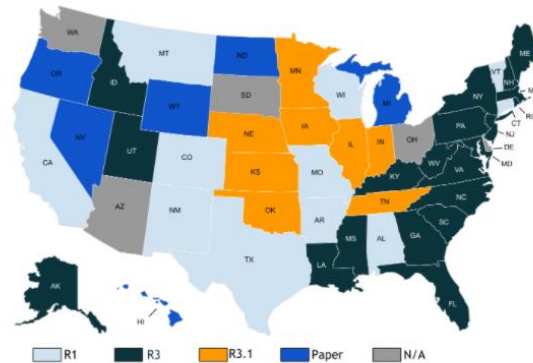 WA
MT
ND
MN
ME
OR
ID
SD
WI
VT
NH
NY
WY
MI
IA
NE
PA
CT
RI
NJ
NV
UT
CO
IL
IN
OH
DE
MD
WV
VA
CA
KS
MO
KY
NC
TN
AZ
NM
OK
AR
SC
MS
AL
GA
TX
LA
FL
AK
HI
R1 R3 R3.1 Paper N/A